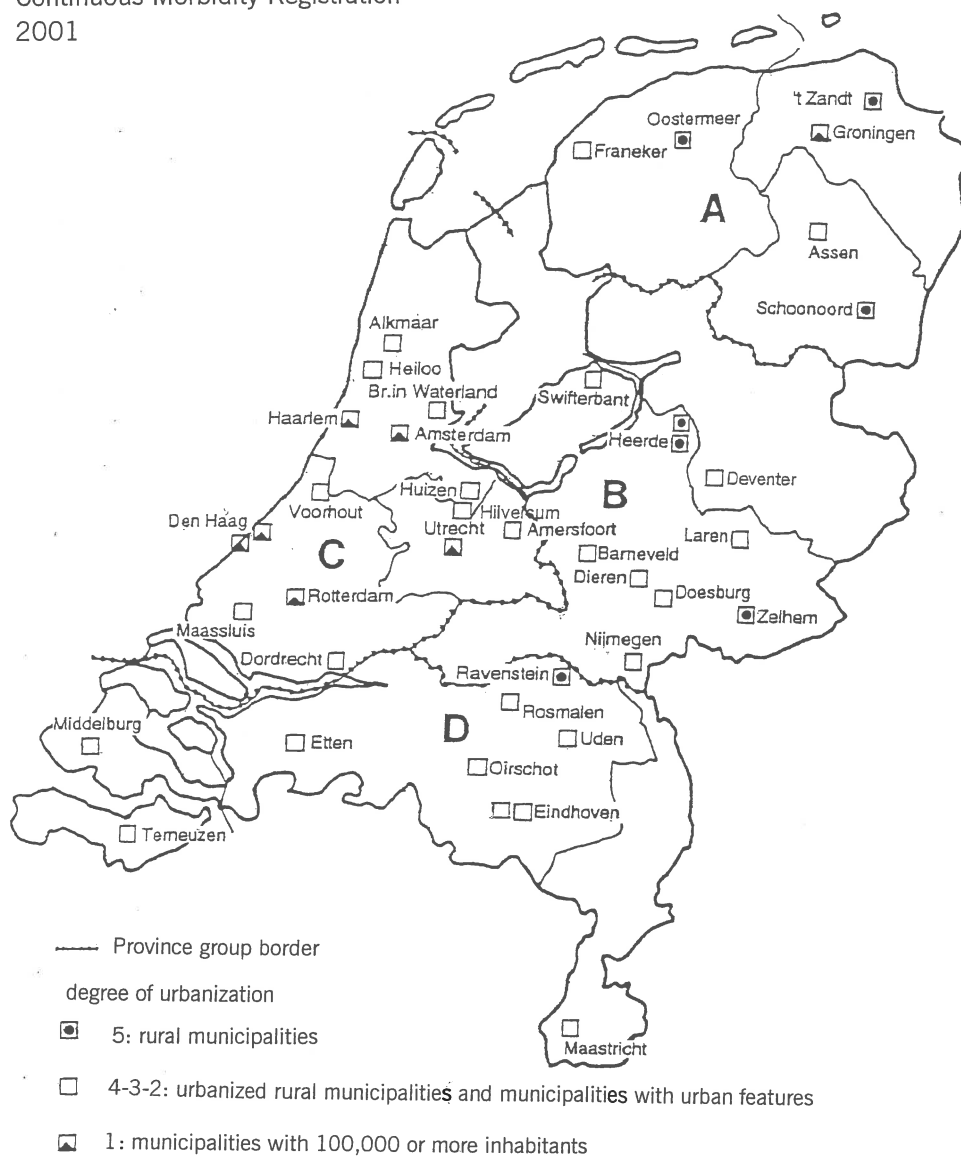 Continuous Morbidity Registration
2001
't Zandt
Oostermeer
Groningen
Franeker
A
Assen
Schoonoord
Alkmaar
Heiloo
Br.in Waterland
Swifterbant
Haarlem
Amsterdam
Heerde
Deventer
Huizen
B
Voorhout
Hilversum
Den Haag
Utrecht
Amersfoort
Laren
C
Barneveld
Dieren
Rotterdam
Doesburg
Zelhem
Maassluis
Nijmegen
Dordrecht
Ravenstein
Rosmalen
Middelburg
D
Etten
Uden
Oirschot
Eindhoven
Terneuzen
Province group border
degree of urbanization
5: rural municipalities
Maastricht
4-3-2: urbanized rural municipalities and municipalities with urban features
1: municipalities with 100,000 or more inhabitants